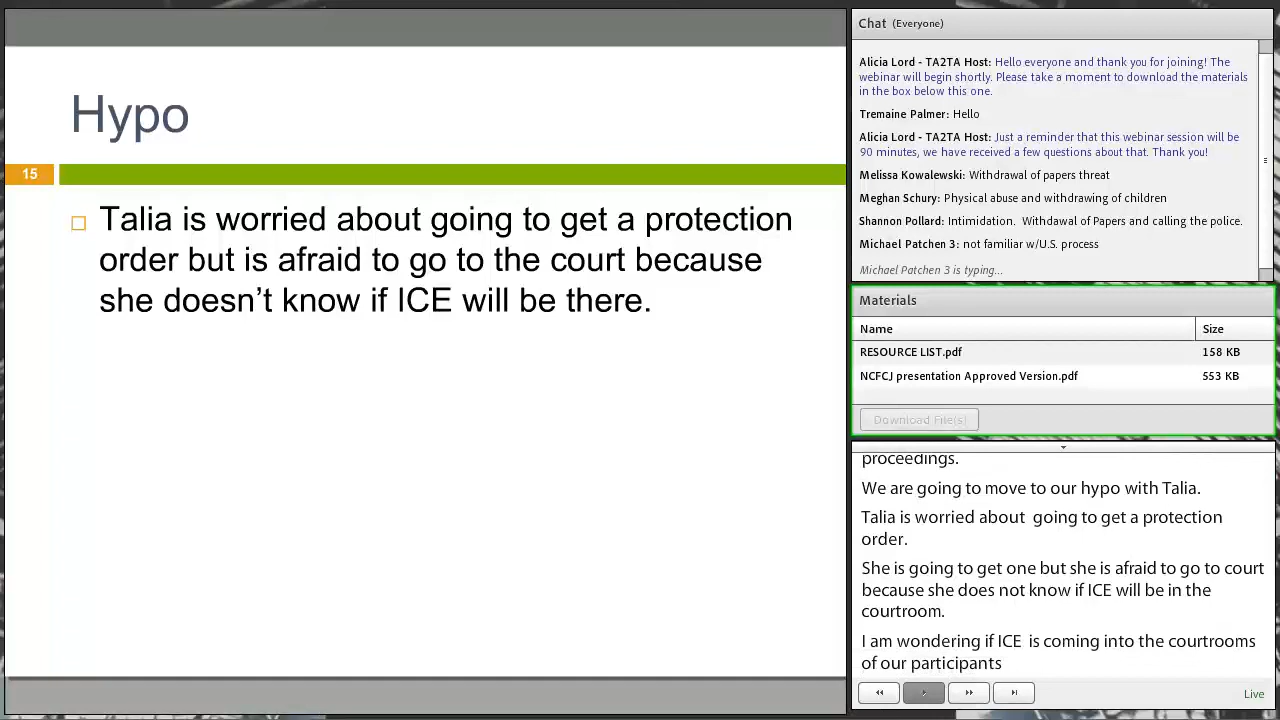 Hypo
15
Talia is worried about going to get a protection
order but is afraid to go to the court because
she doesn't know if ICE will be there.
Chat (Everyone)
Alicia Lord - TA2TA Host: Hello everyone and thank you for joining! The
webinar will begin shortly. Please take a moment to download the materials
in the box below this one.
Tremaine Palmer: Hello
Alicia Lord - TA2TA Host: Just a reminder that this webinar session will be
90 minutes, we have received a few questions about that. Thank you!
Melissa Kowalewski: Withdrawal of papers threat
Meghan Schury: Physical abuse and withdrawing of children
Shannon Pollard: Intimidation. Withdawal of Papers and calling the police.
Michael Patchen 3: not familiar w/U.S. process
Michael Patchen 3 is typing...
Materials
Name Size
RESOURCE LIST.pdf 158 KB
NCFCJ presentation Approved Version.pdf 553 KB
Download File(s)
proceedings.
We are going to move to our hypo with Talia.
Talia is worried about going to get a protection
order.
She is going to get one but she is afraid to go to court
because she does not know if ICE will be in the
courtroom.
I am wondering if ICE is coming into the courtrooms
of our participants
Live